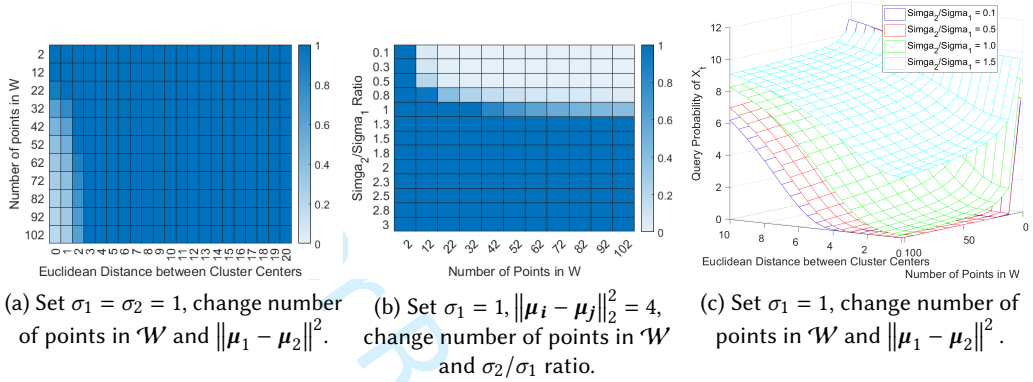 Number of points in W
2
12
22
32
42
52
62
72
82
92
102
0 1 2 3 4 5 6 7 8 9 10 11 12 13 14 15 16 17 18 19 20
Euclidean Distance between Cluster Centers
1
0.8
0.6
0.4
0.2
0
(a) Set σ₁ = σ₂ = 1, change number
of points in 𝓦 and ‖μ₁ − μ₂‖².
Simga₂/Sigma₁ Ratio
0.1
0.3
0.5
0.8
1
1.3
1.5
1.8
2
2.3
2.5
2.8
3
2 12 22 32 42 52 62 72 82 92 102
Number of Points in W
1
0.8
0.6
0.4
0.2
0
(b) Set σ₁ = 1, ‖μᵢ − μⱼ‖₂² = 4,
change number of points in 𝓦
and σ₂/σ₁ ratio.
Query Probability of Xₜ
12
10
8
6
4
2
0
Simga₂/Sigma₁ = 0.1
Simga₂/Sigma₁ = 0.5
Simga₂/Sigma₁ = 1.0
Simga₂/Sigma₁ = 1.5
10 8 6 4 2 0
100 50 0
Euclidean Distance between Cluster Centers
Number of Points in W
(c) Set σ₁ = 1, change number of
points in 𝓦 and ‖μ₁ − μ₂‖².